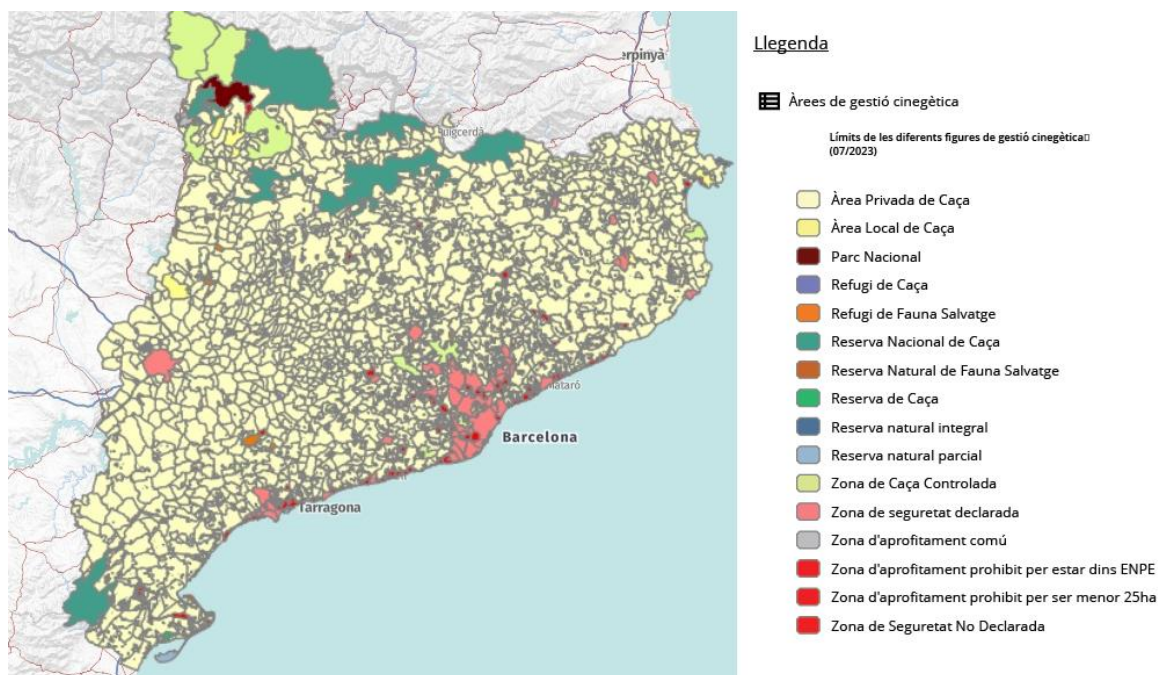 Llegenda
Àrees de gestió cinegètica
Límits de les diferents figures de gestió cinegètica
(07/2023)
Àrea Privada de Caça
Àrea Local de Caça
Parc Nacional
Refugi de Caça
Refugi de Fauna Salvatge
Reserva Nacional de Caça
Reserva Natural de Fauna Salvatge
Reserva de Caça
Reserva natural integral
Reserva natural parcial
Zona de Caça Controlada
Zona de seguretat declarada
Zona d'aprofitament comú
Zona d'aprofitament prohibit per estar dins ENPE
Zona d'aprofitament prohibit per ser menor 25ha
Zona de Seguretat No Declarada
erpinyà
uigcerdà
ataró
Barcelona
Tarragona